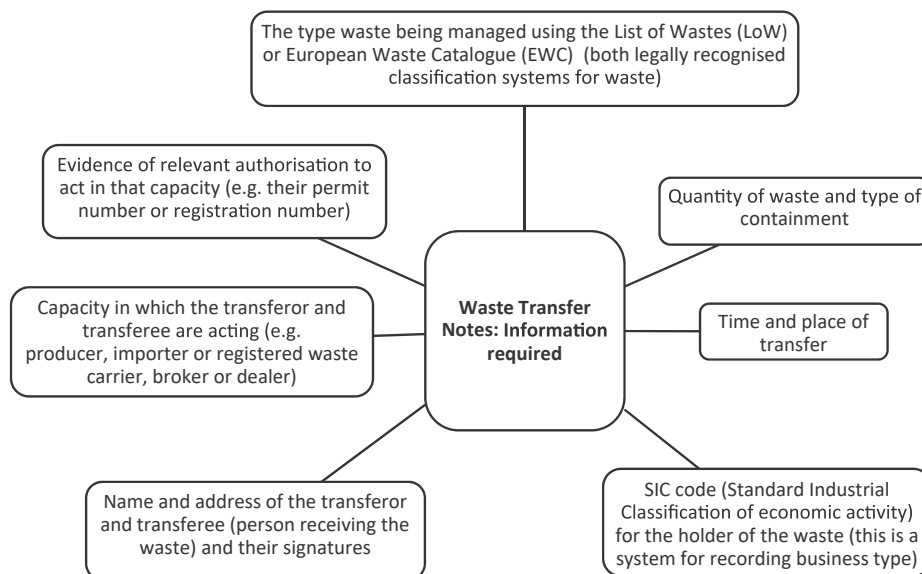 The type waste being managed using the List of Wastes (LoW)
or European Waste Catalogue (EWC)  (both legally recognised
classification systems for waste)
Evidence of relevant authorisation to
act in that capacity (e.g. their permit
number or registration number)
Quantity of waste and type of
containment
Waste Transfer
Notes: Information
required
Capacity in which the transferor and
transferee are acting (e.g.
producer, importer or registered waste
carrier, broker or dealer)
Time and place of
transfer
Name and address of the transferor
and transferee (person receiving the
waste) and their signatures
SIC code (Standard Industrial
Classification of economic activity)
for the holder of the waste (this is a
system for recording business type)